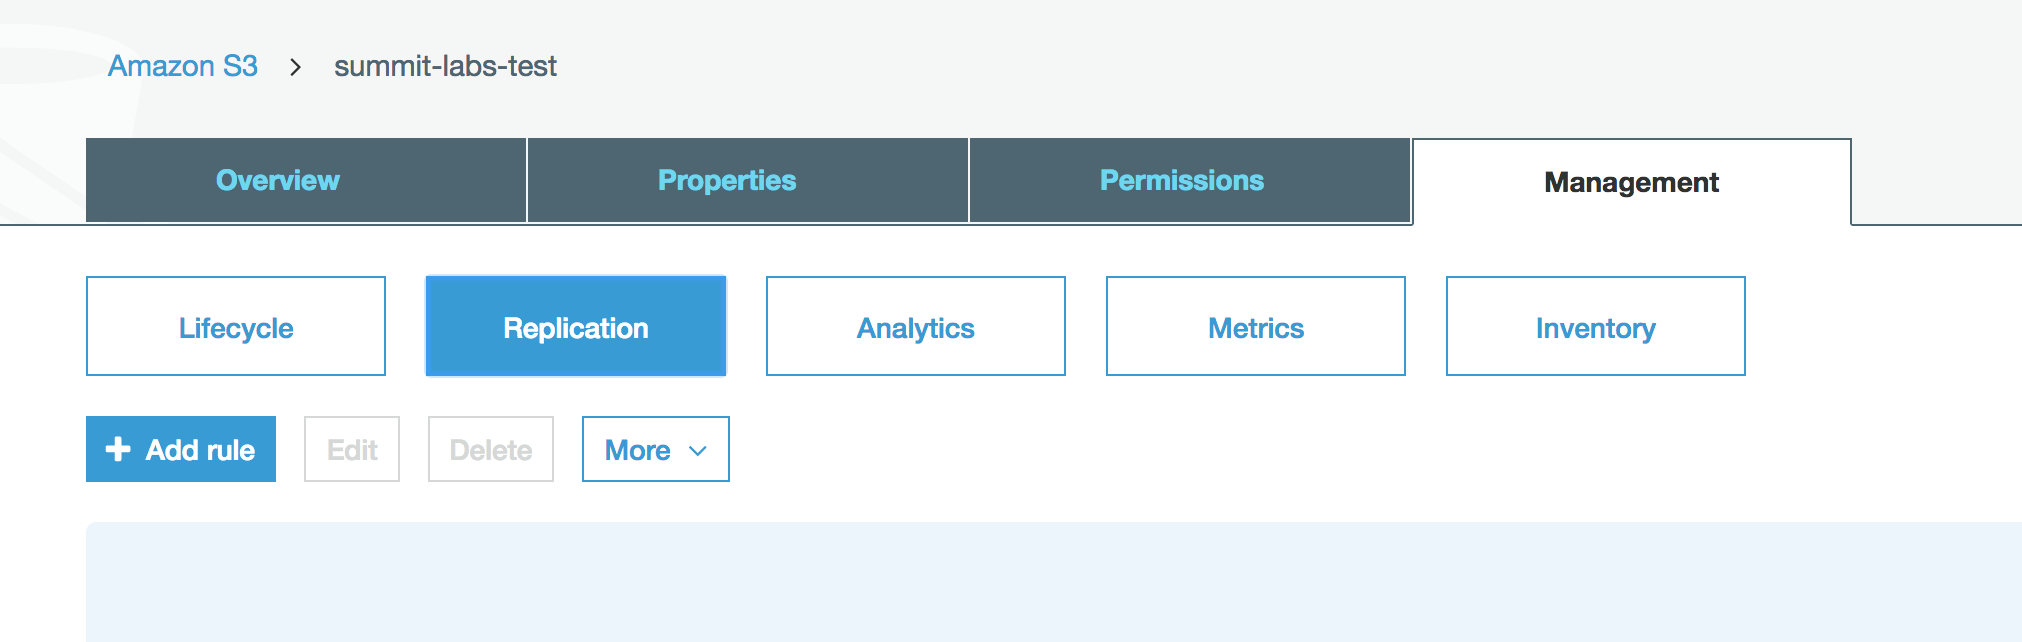 Amazon S3 > summit-labs-test
Overview Properties Permissions Management
Lifecycle Replication Analytics Metrics Inventory
+ Add rule Edit Delete More